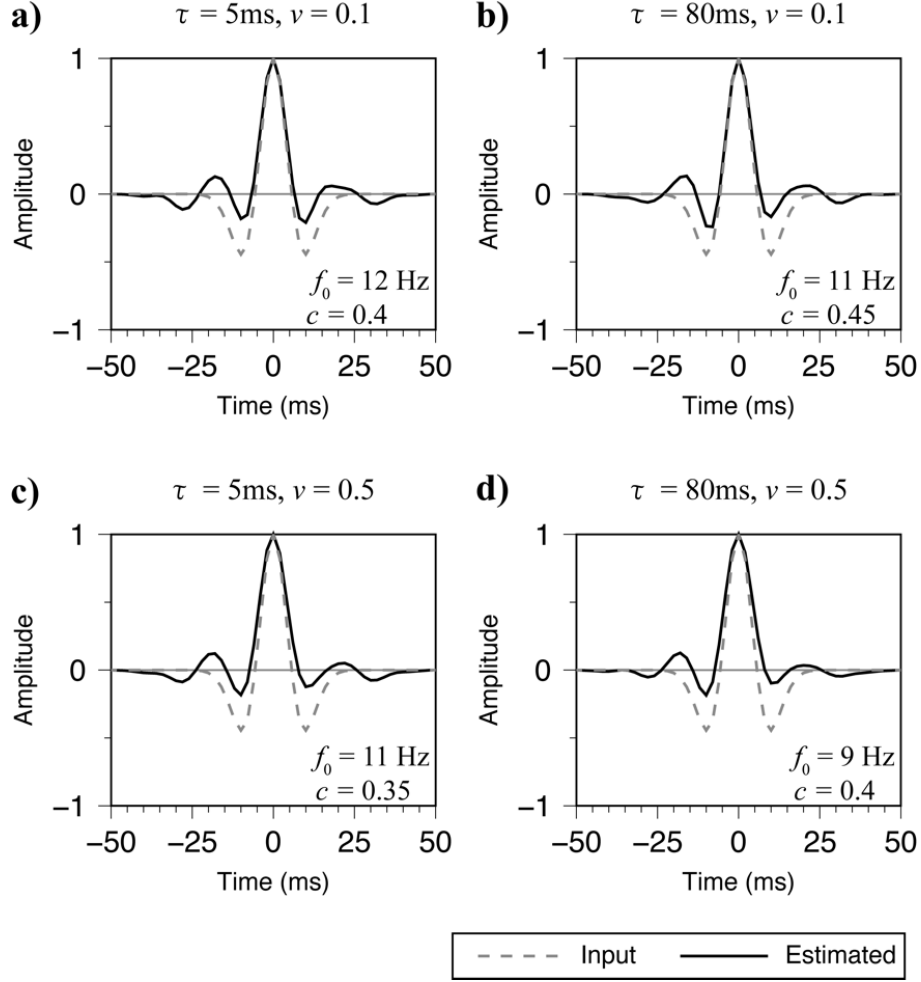 a)
τ = 5ms, v = 0.1
1
0
−1
Amplitude
−50 −25 0 25 50
Time (ms)
f0 = 12 Hz
c = 0.4
b)
τ = 80ms, v = 0.1
1
0
−1
Amplitude
−50 −25 0 25 50
Time (ms)
f0 = 11 Hz
c = 0.45
c)
τ = 5ms, v = 0.5
1
0
−1
Amplitude
−50 −25 0 25 50
Time (ms)
f0 = 11 Hz
c = 0.35
d)
τ = 80ms, v = 0.5
1
0
−1
Amplitude
−50 −25 0 25 50
Time (ms)
f0 = 9 Hz
c = 0.4
Input Estimated